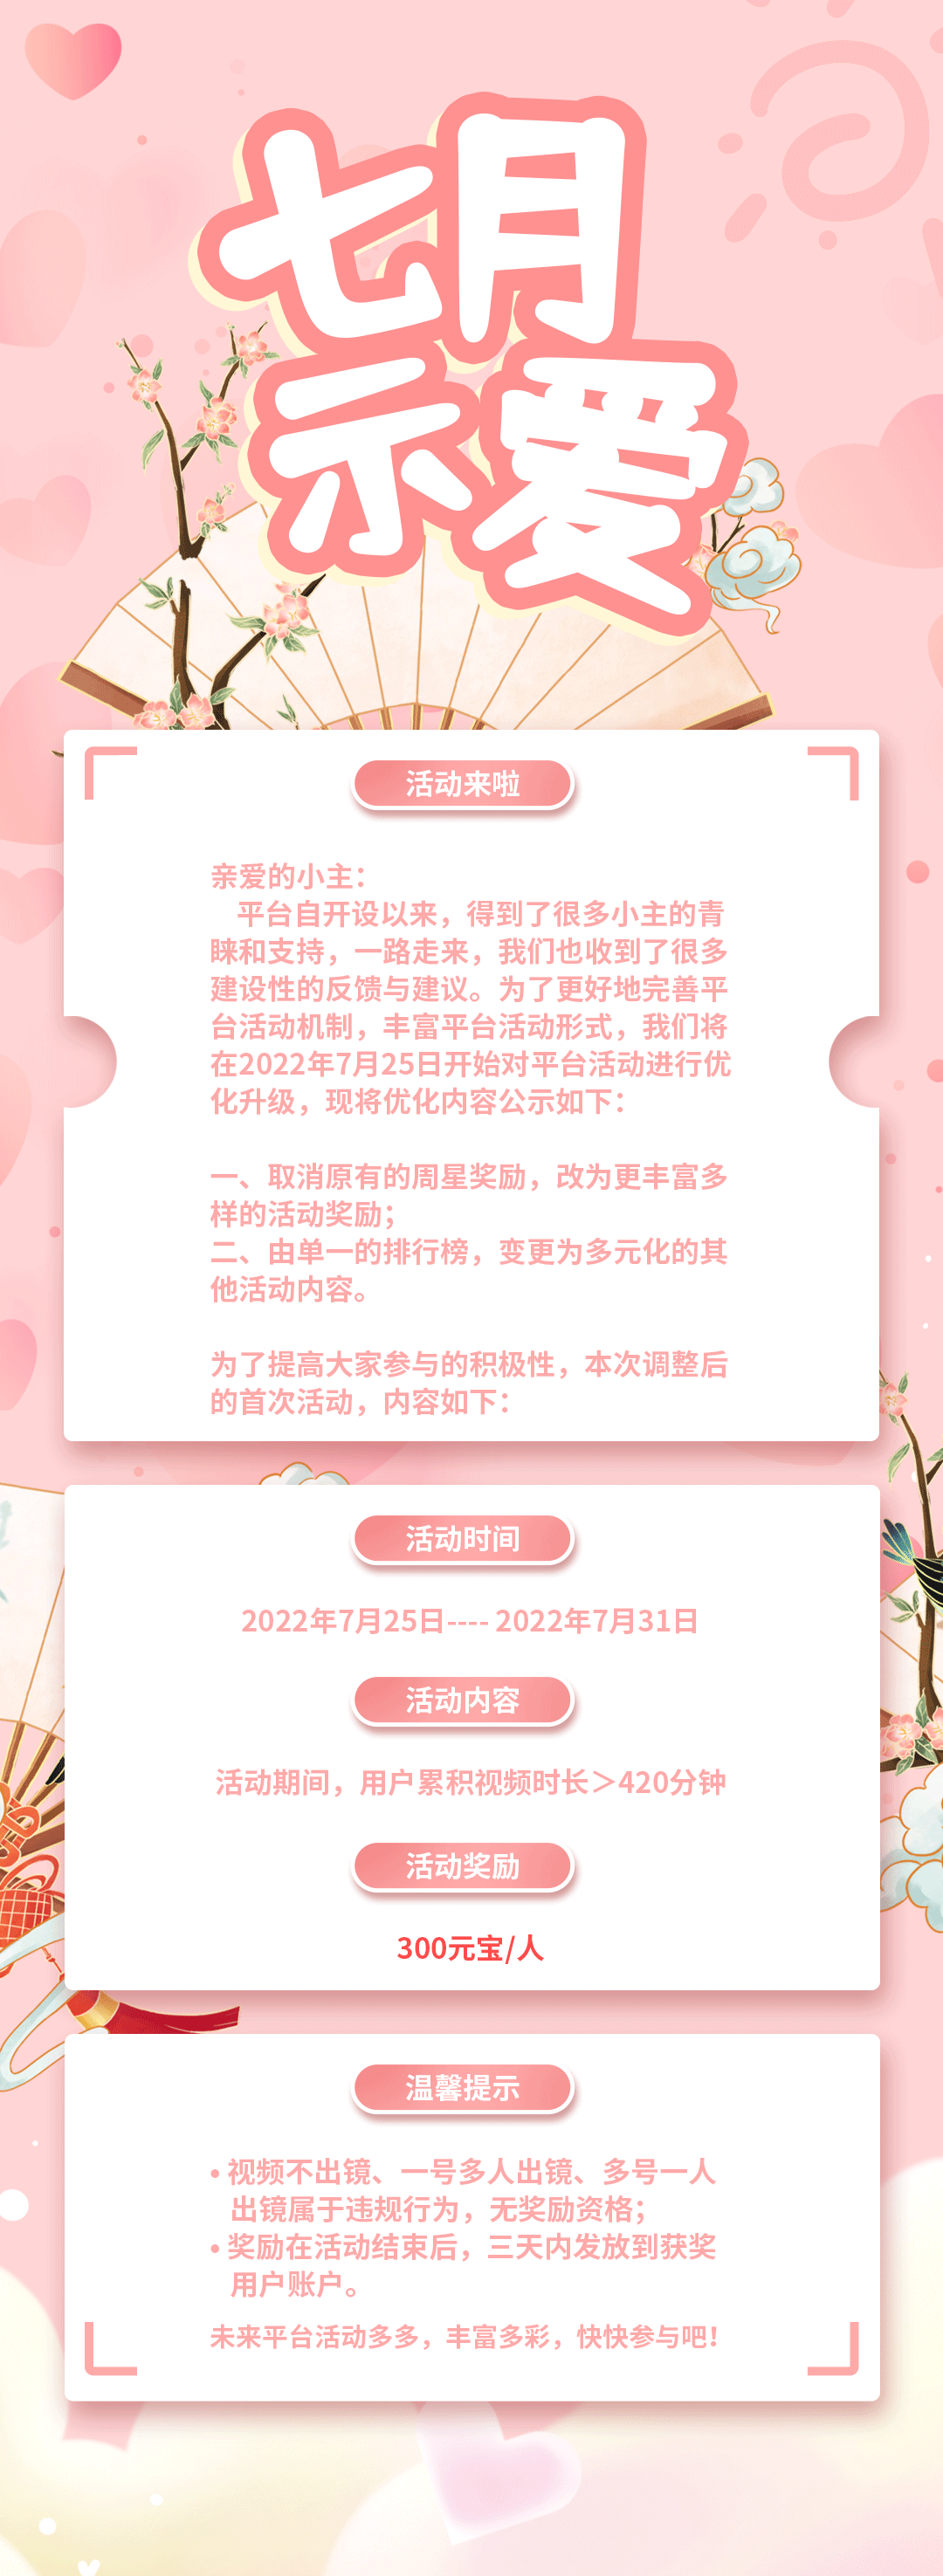 七月
示爱
活动来啦
亲爱的小主：
平台自开设以来，得到了很多小主的青
睐和支持，一路走来，我们也收到了很多
建设性的反馈与建议。为了更好地完善平
台活动机制，丰富平台活动形式，我们将
在2022年7月25日开始对平台活动进行优
化升级，现将优化内容公示如下：
一、取消原有的周星奖励，改为更丰富多
样的活动奖励；
二、由单一的排行榜，变更为多元化的其
他活动内容。
为了提高大家参与的积极性，本次调整后
的首次活动，内容如下：
活动时间
2022年7月25日---- 2022年7月31日
活动内容
活动期间，用户累积视频时长＞420分钟
活动奖励
300元宝/人
温馨提示
• 视频不出镜、一号多人出镜、多号一人
出镜属于违规行为，无奖励资格；
• 奖励在活动结束后，三天内发放到获奖
用户账户。
未来平台活动多多，丰富多彩，快快参与吧！